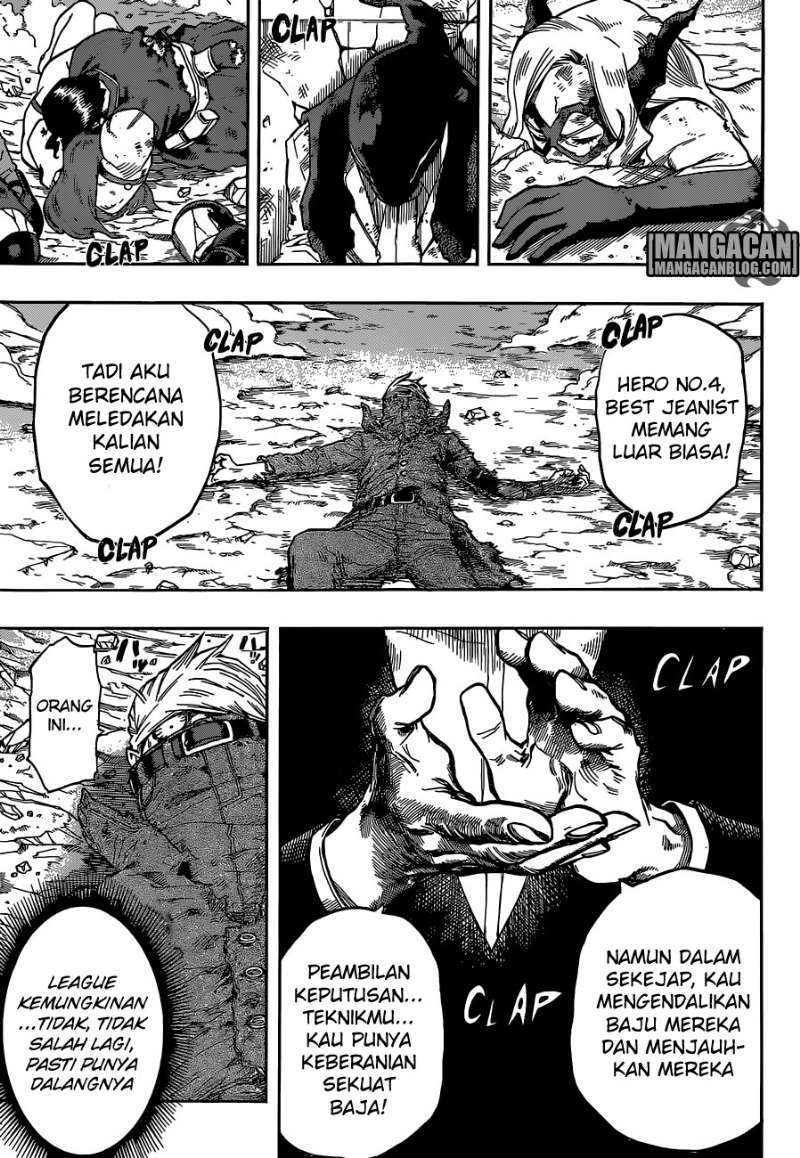 CLAP
CLAP
MANGACAN
MANGACANBLOG.COM
CLAP
HERO NO.4,
BEST JEANIST
MEMANG
LUAR BIASA!
CLAP
CLAP
TADI AKU
BERENCANA
MELEDAKAN
KALIAN
SEMUA!
CLAP
CLAP
NAMUN DALAM
SEKEJAP, KAU
MENGENDALIKAN
BAJU MEREKA
DAN MENJAUH-
KAN MEREKA
CLAP
PEAMBILAN
KEPUTUSAN...
TEKNIKMU...
KAU PUNYA
KEBERANIAN
SEKUAT
BAJA!
ORANG
INI...
LEAGUE
KEMUNGKINAN
...TIDAK, TIDAK
SALAH LAGI,
PASTI PUNYA
DALANGNYA